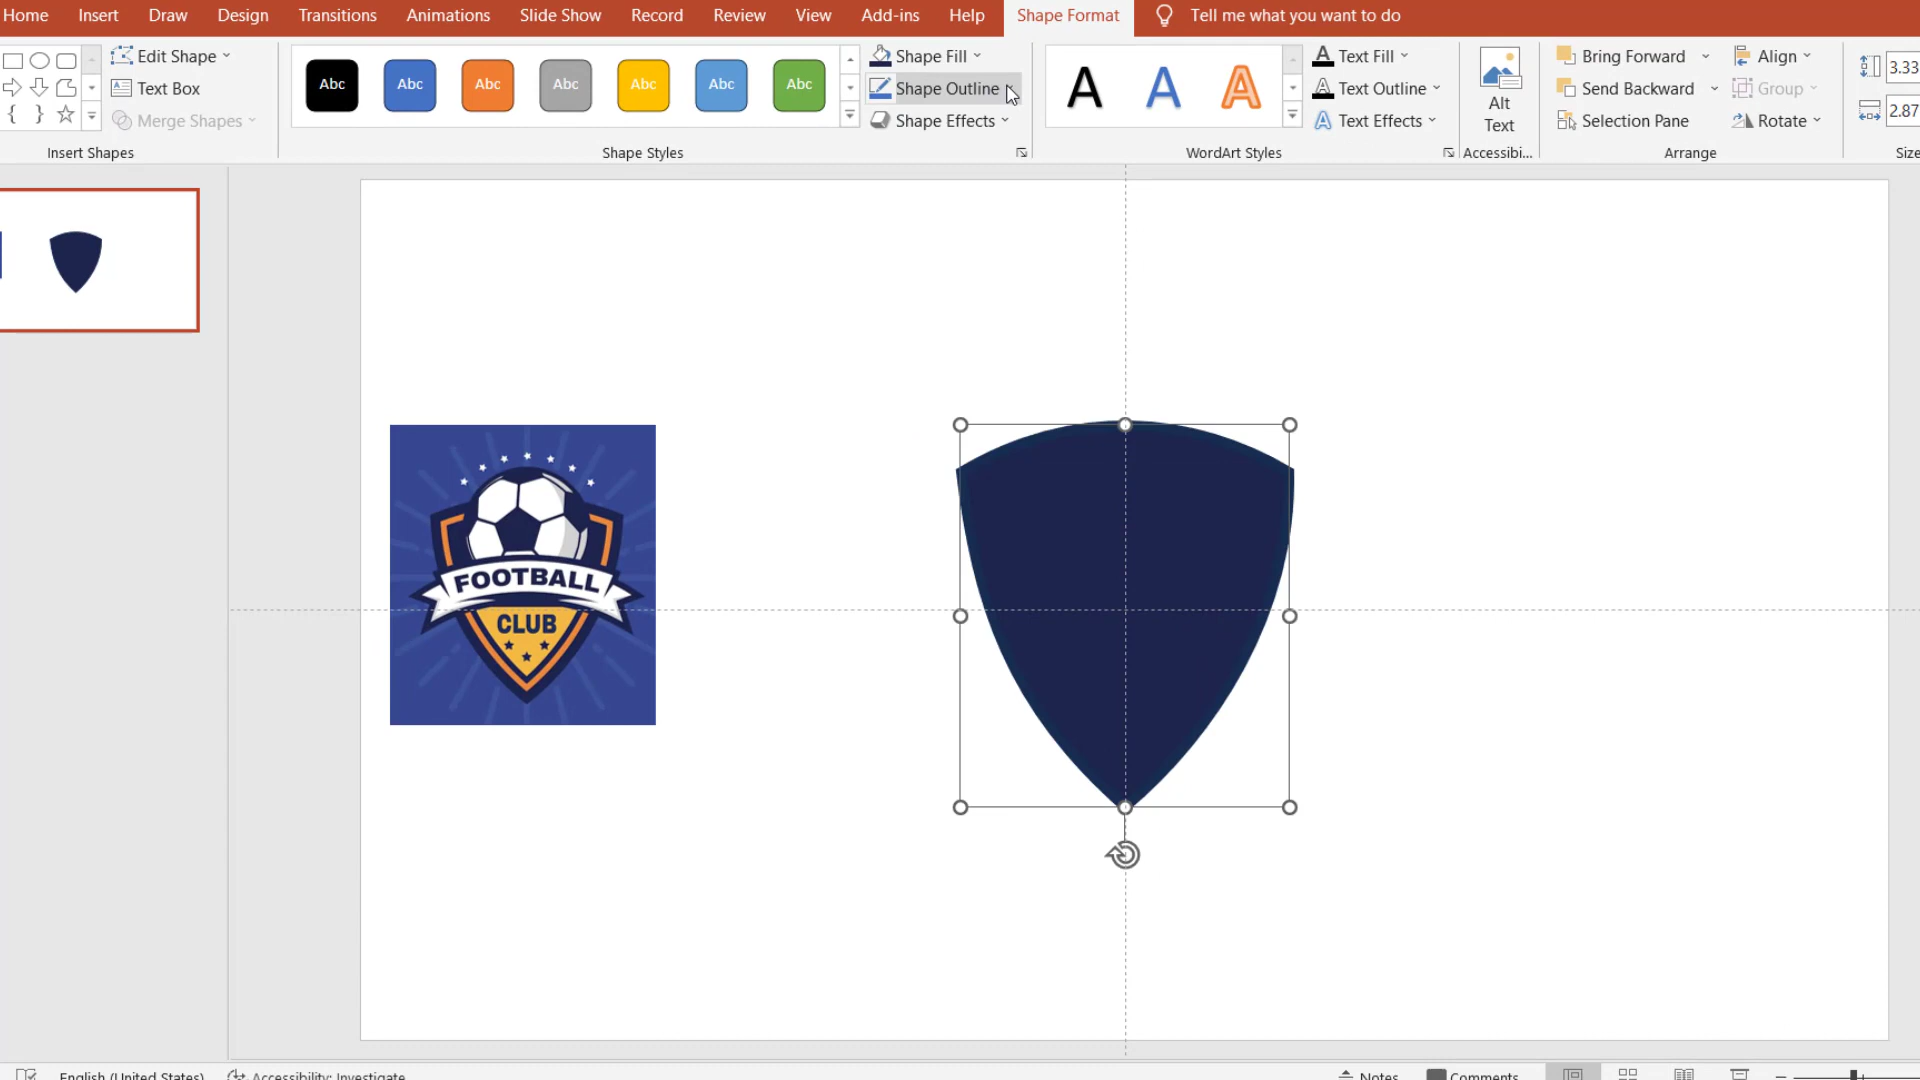 Home Insert Draw Design Transitions Animations Slide Show Record Review View Add-ins Help Shape Format Tell me what you want to do
Edit Shape
Text Box
Merge Shapes
Insert Shapes
Abc Abc Abc Abc Abc Abc Abc
Shape Styles
Shape Fill
Shape Outline
Shape Effects
A A A
WordArt Styles
Text Fill
Text Outline
Text Effects
Alt
Text
Accessibi...
Bring Forward
Send Backward
Selection Pane
Align
Group
Rotate
Arrange
3.33
2.87
Size
FOOTBALL
CLUB
English (United States) Accessibility: Investigate Notes Comments